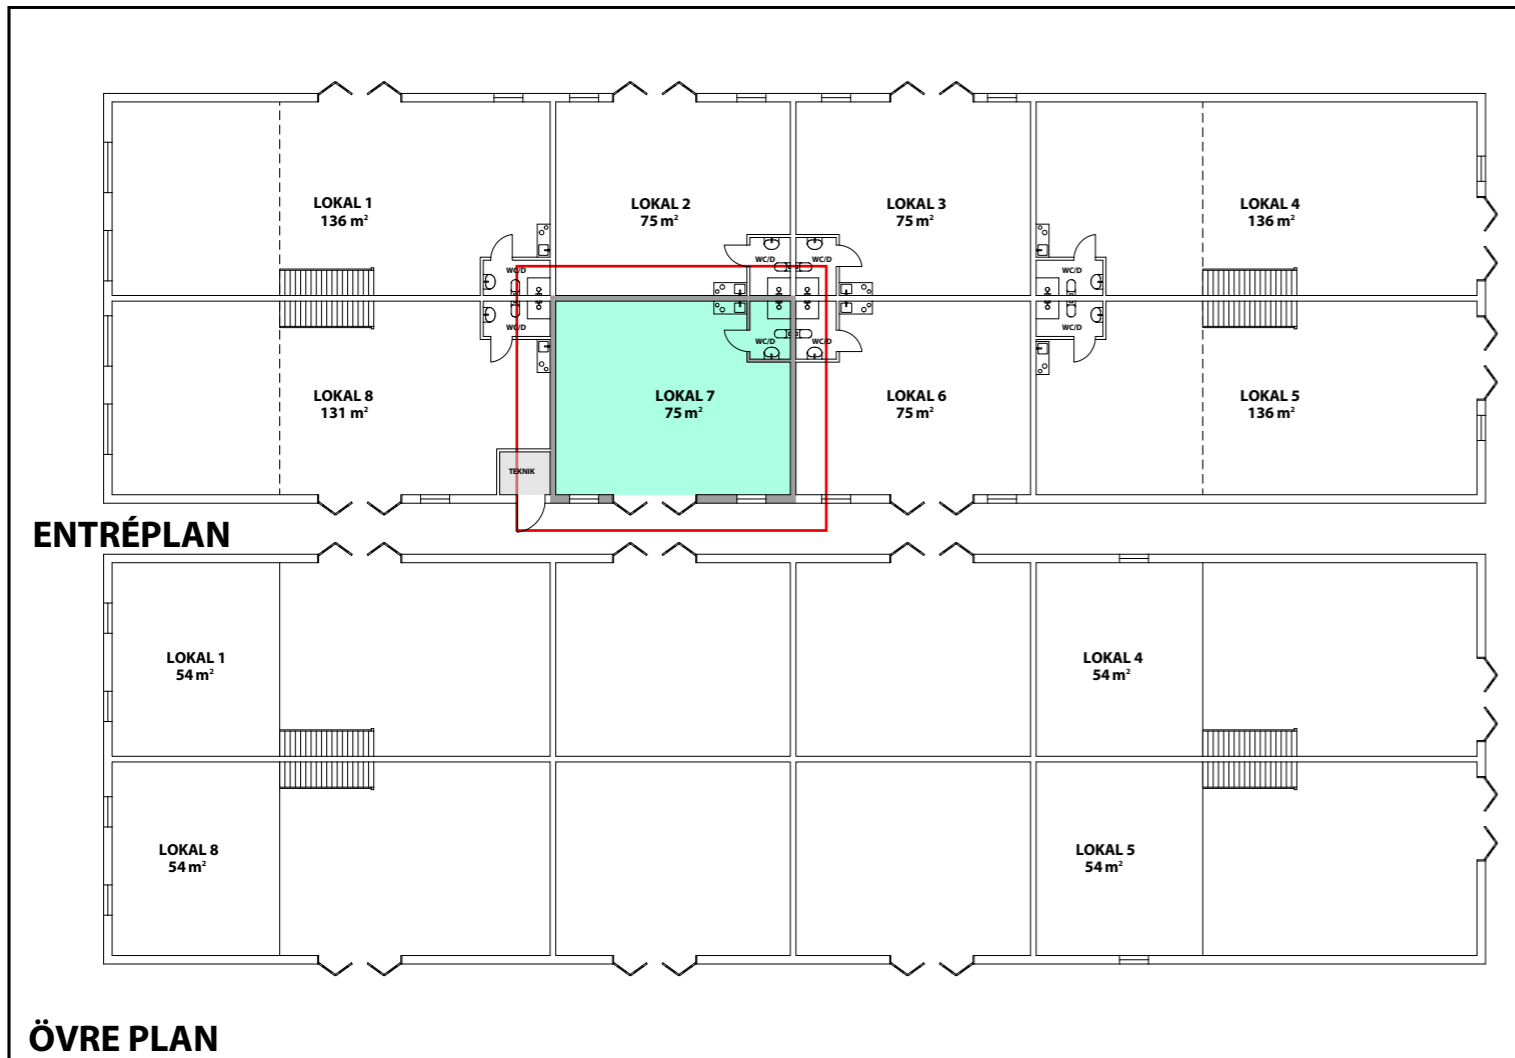 LOKAL 1
136 m²
LOKAL 2
75 m²
LOKAL 3
75 m²
LOKAL 4
136 m²
WC/D
WC/D
WC/D
WC/D
WC/D
WC/D
WC/D
WC/D
LOKAL 8
131 m²
LOKAL 7
75 m²
LOKAL 6
75 m²
LOKAL 5
136 m²
TEKNIK
ENTRÉPLAN
LOKAL 1
54 m²
LOKAL 4
54 m²
LOKAL 8
54 m²
LOKAL 5
54 m²
ÖVRE PLAN